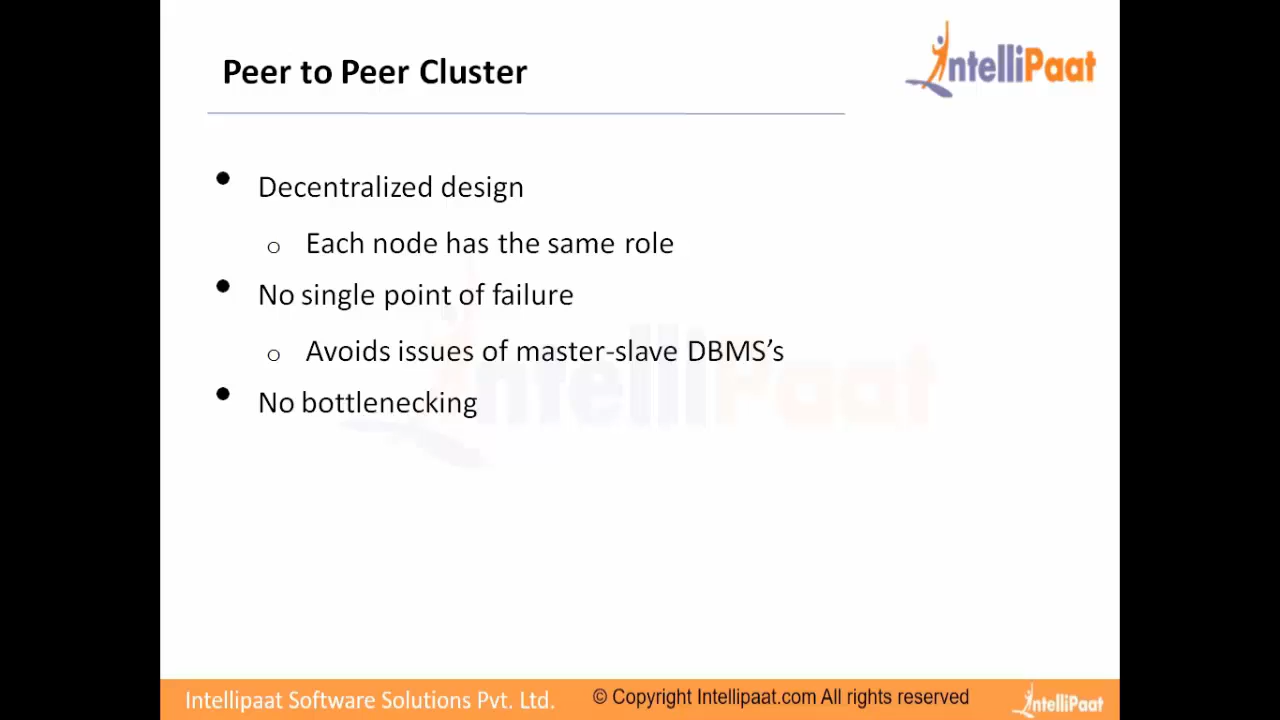 Peer to Peer Cluster
IntelliPaat
• Decentralized design
o Each node has the same role
• No single point of failure
o Avoids issues of master-slave DBMS’s
• No bottlenecking
IntelliPaat
Intellipaat Software Solutions Pvt. Ltd.
© Copyright Intellipaat.com All rights reserved
IntelliPaat